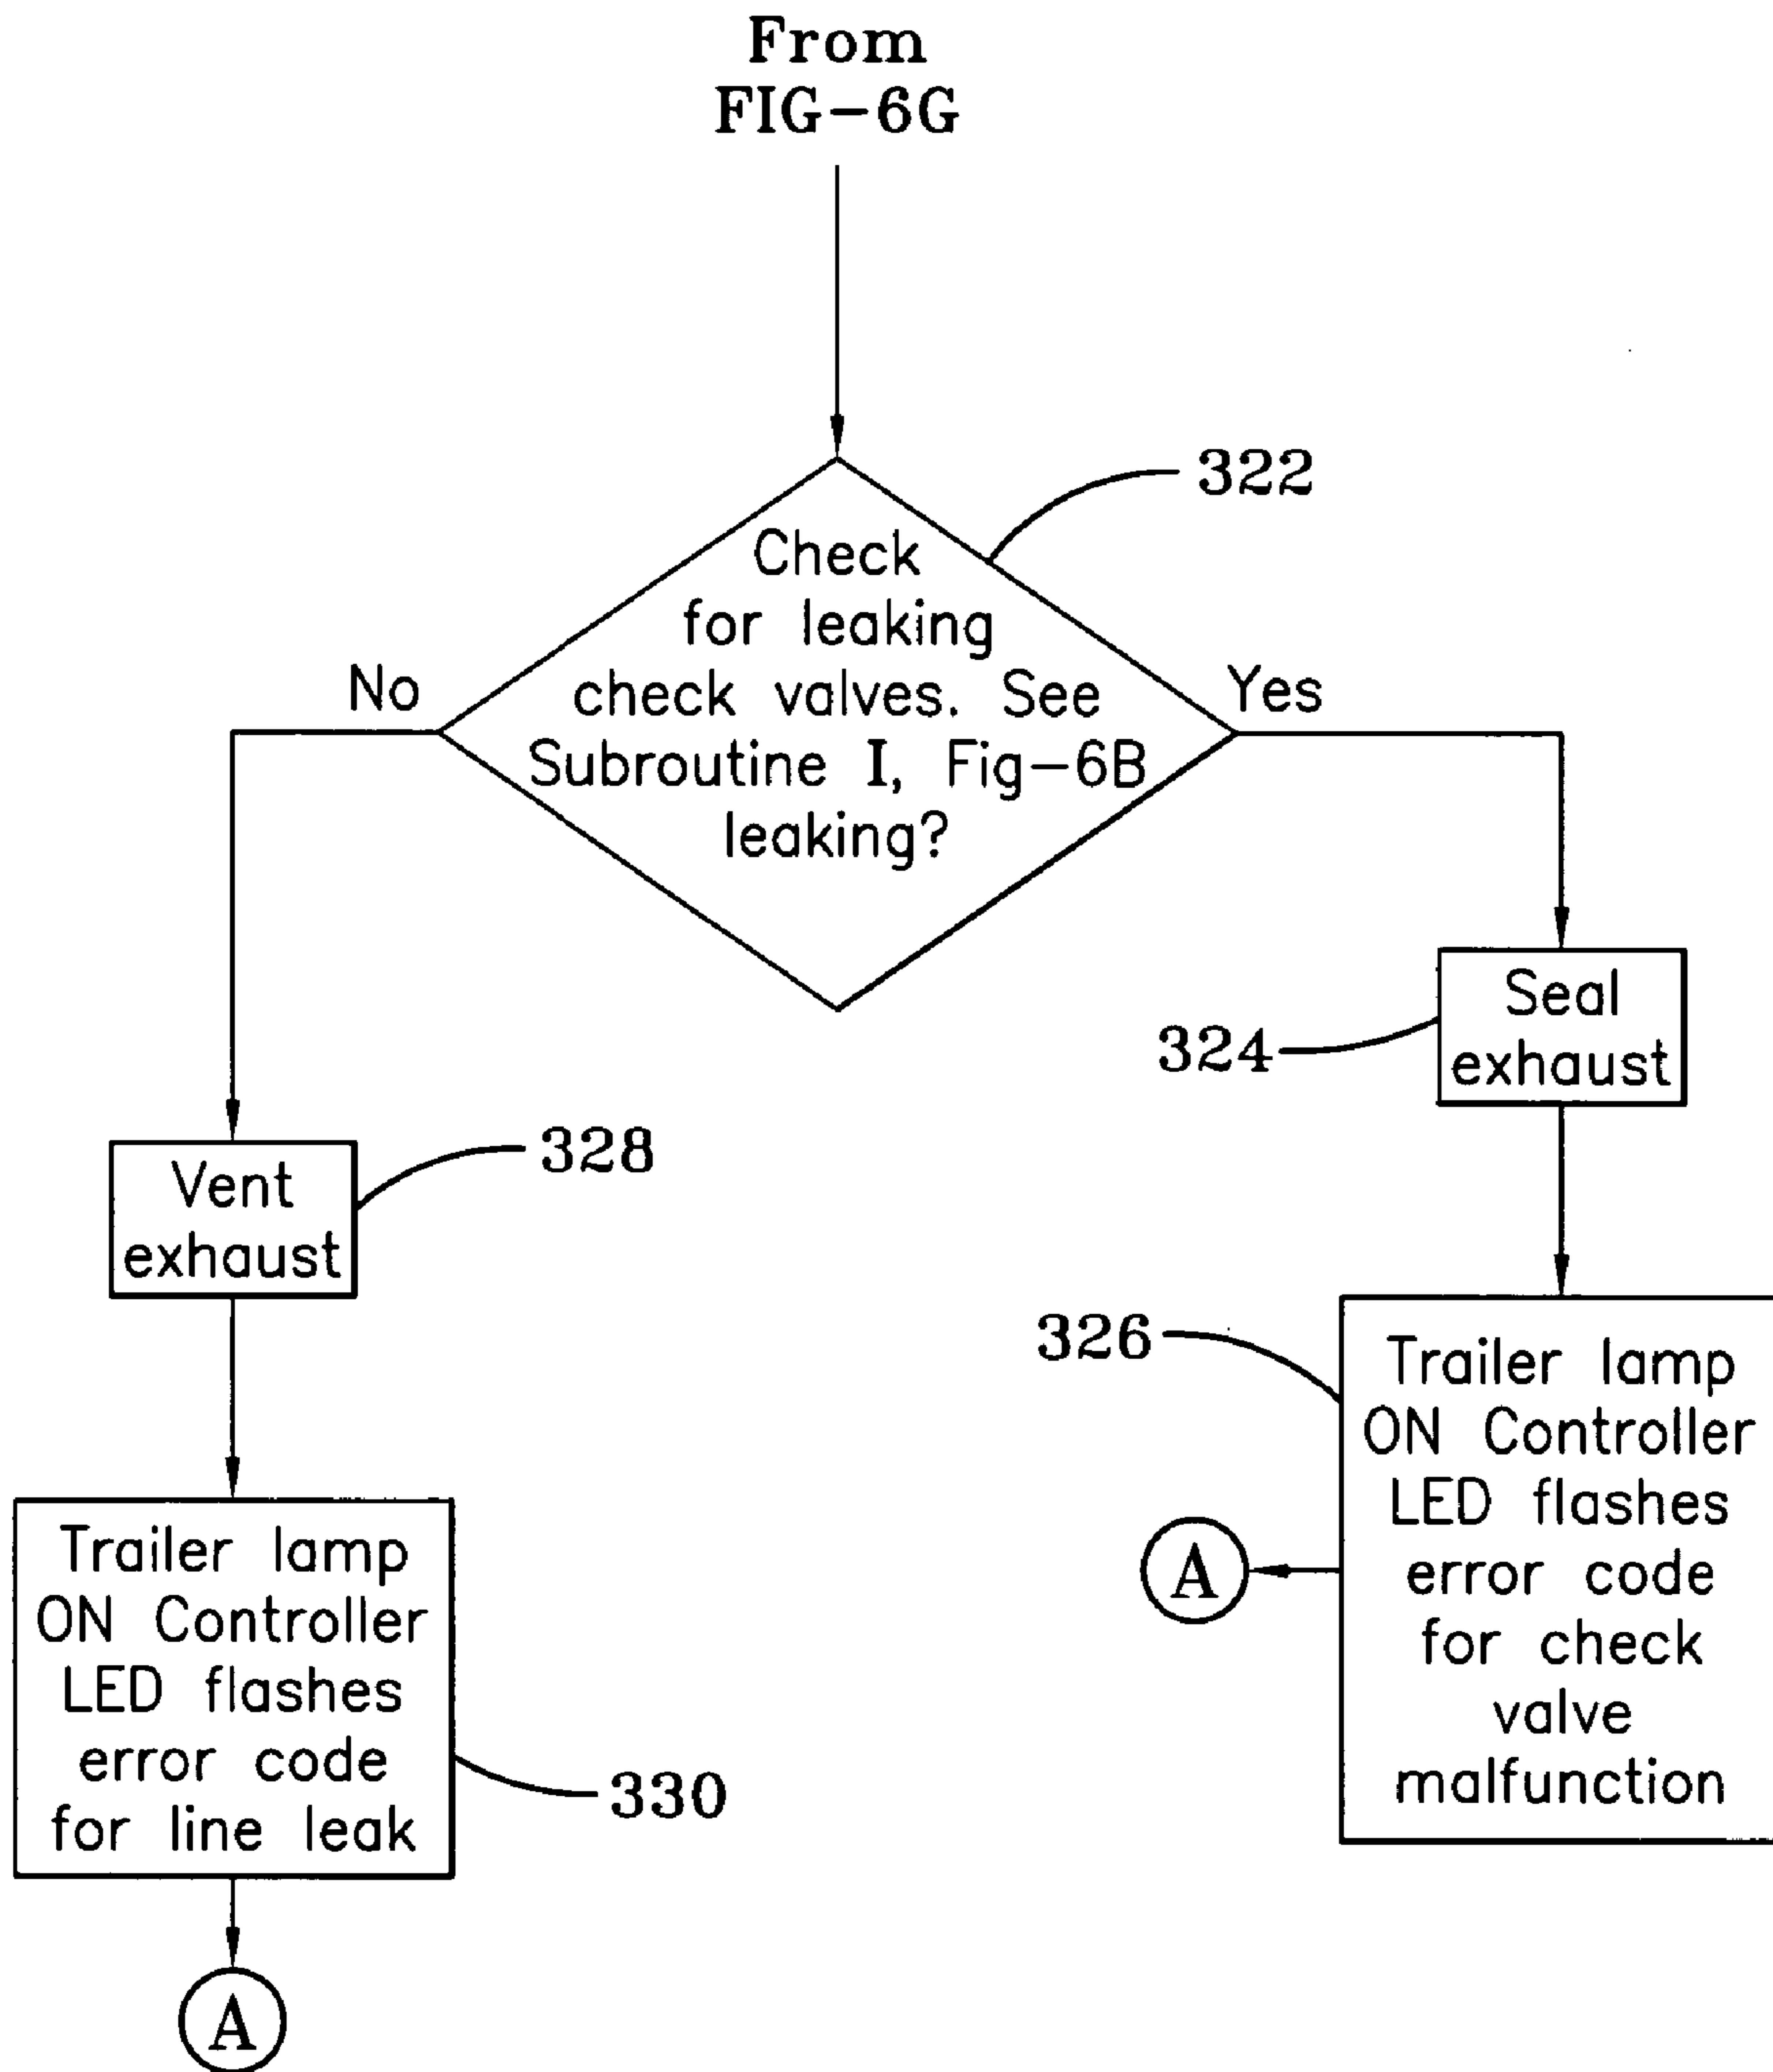 From
FIG-6G
322
Check
for leaking
check valves. See
Subroutine I, Fig-6B
leaking?
No
Yes
Seal
exhaust
324
Vent
exhaust
328
326
Trailer lamp
ON Controller
LED flashes
error code
for check
valve
malfunction
A
Trailer lamp
ON Controller
LED flashes
error code
for line leak
330
A